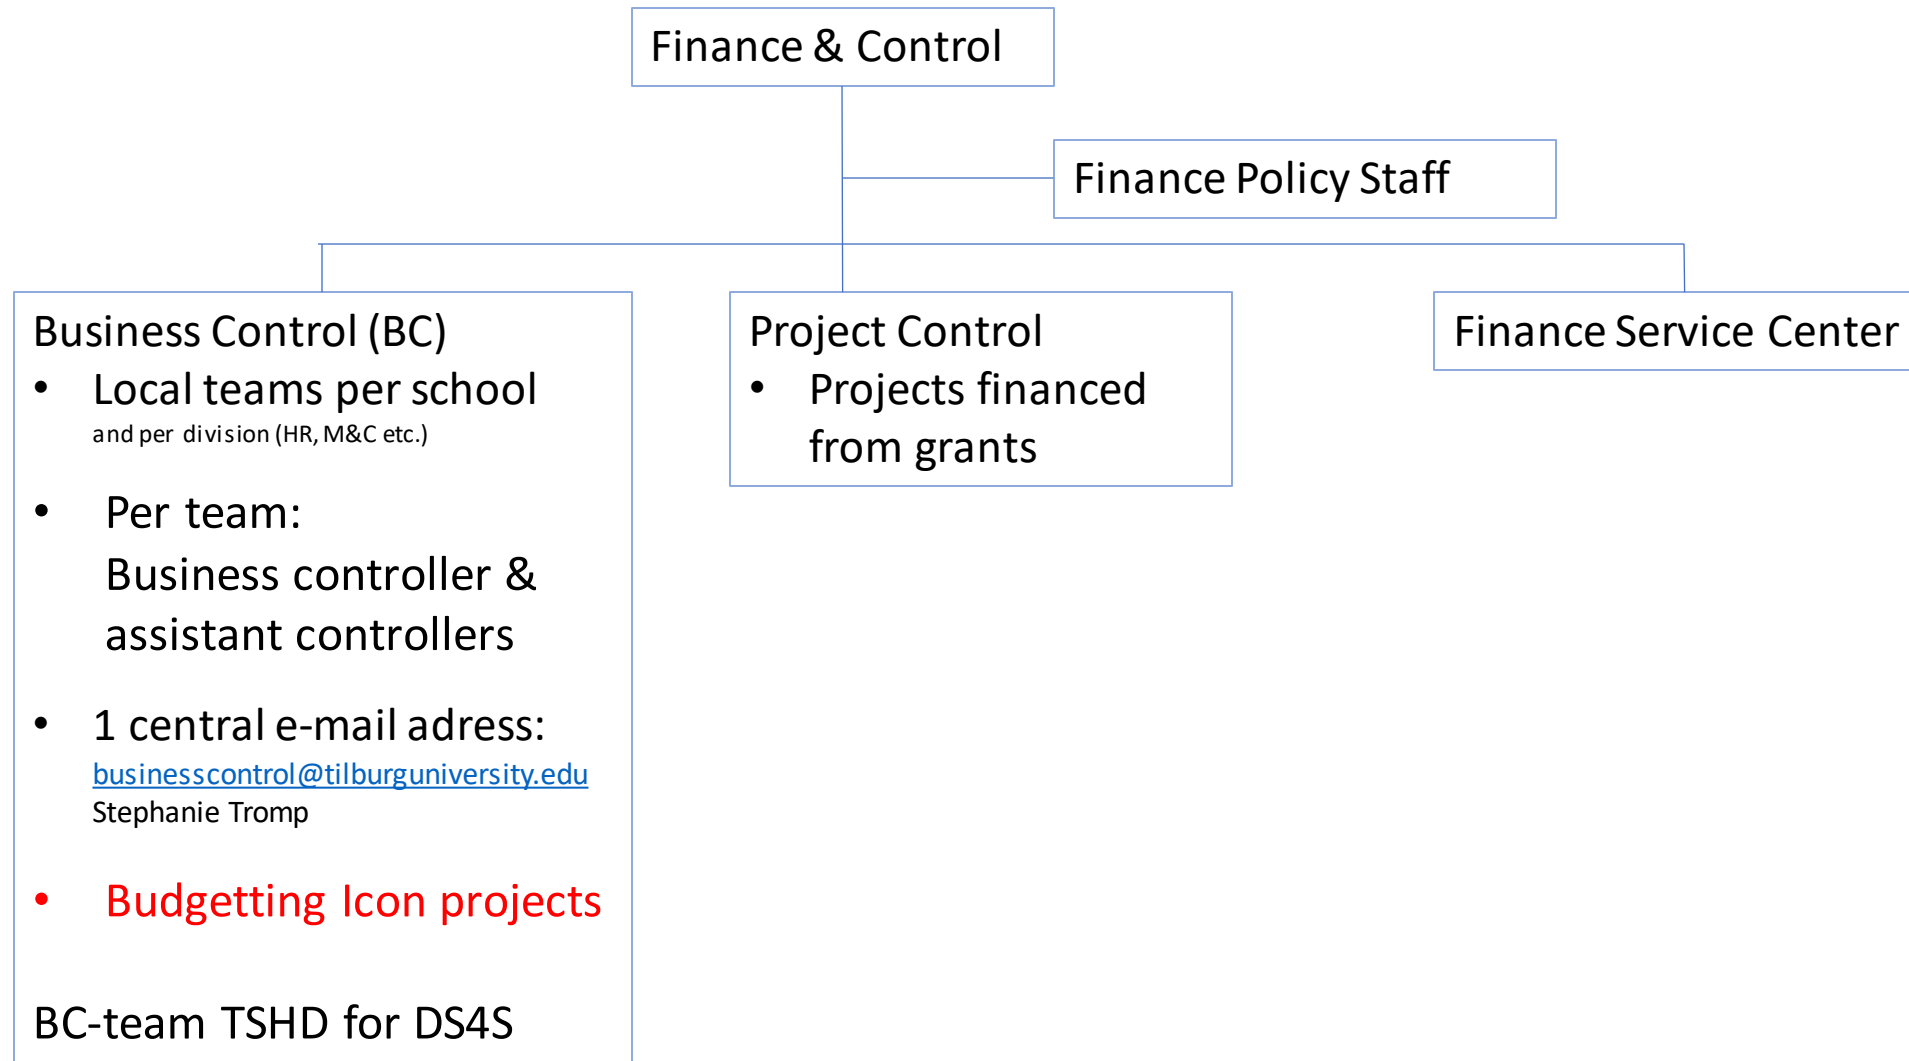 Finance & Control
Finance Policy Staff
Business Control (BC)
• Local teams per school
and per division (HR, M&C etc.)
• Per team:
Business controller &
assistant controllers
• 1 central e-mail adress:
businesscontrol@tilburguniversity.edu
Stephanie Tromp
• Budgetting Icon projects
BC-team TSHD for DS4S
Project Control
• Projects financed
from grants
Finance Service Center